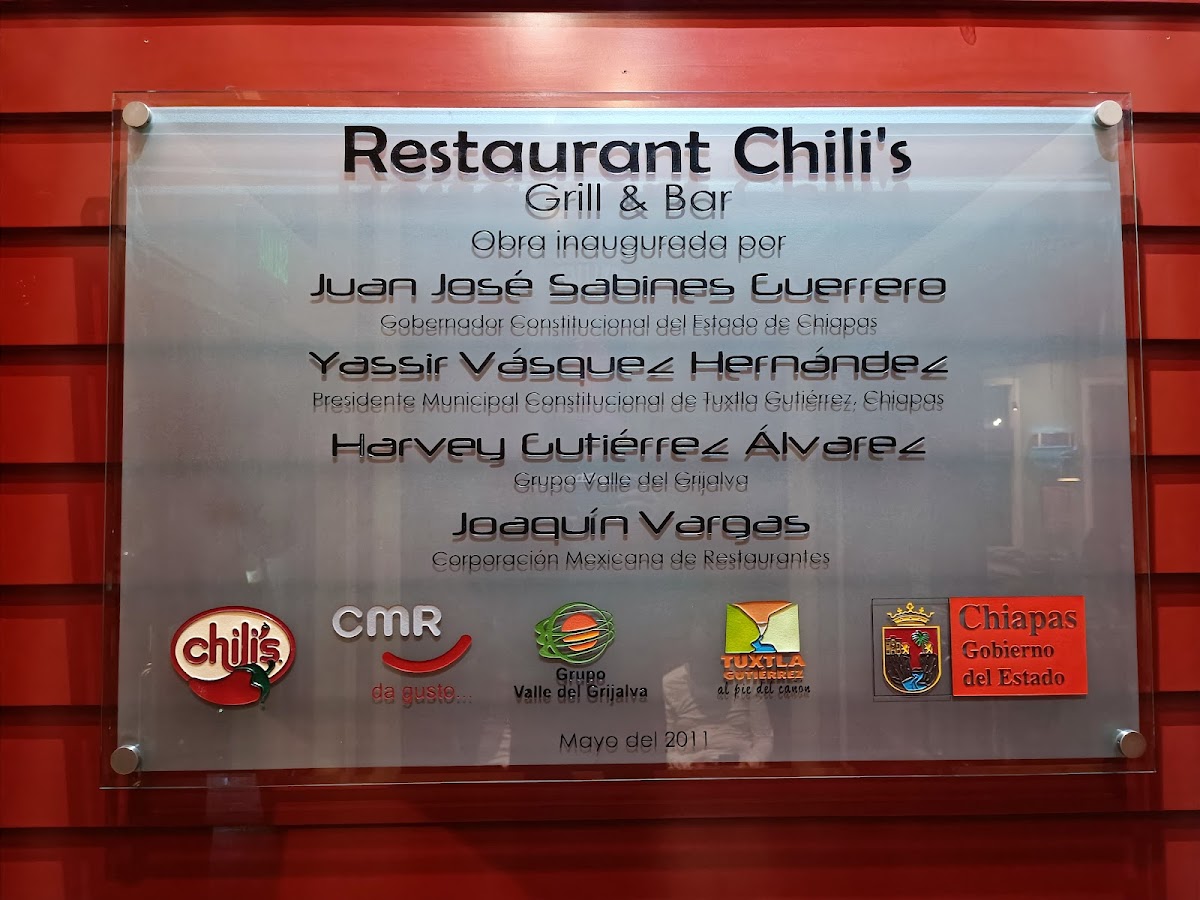 Restaurant Chili's
Grill & Bar
Obra inaugurada por
Juan José Sabines Guerrero
Gobernador Constitucional del Estado de Chiapas
Yassir Vásquez Hernández
Presidente Municipal Constitucional de Tuxtla Gutiérrez, Chiapas
Harvey Gutiérrez Álvarez
Grupo Valle del Grijalva
Joaquín Vargas
Corporación Mexicana de Restaurantes
chili's
CMR
da gusto...
Grupo
Valle del Grijalva
TUXTLA
GUTIERREZ
al pie del cañon
Chiapas
Gobierno
del Estado
Mayo del 2011